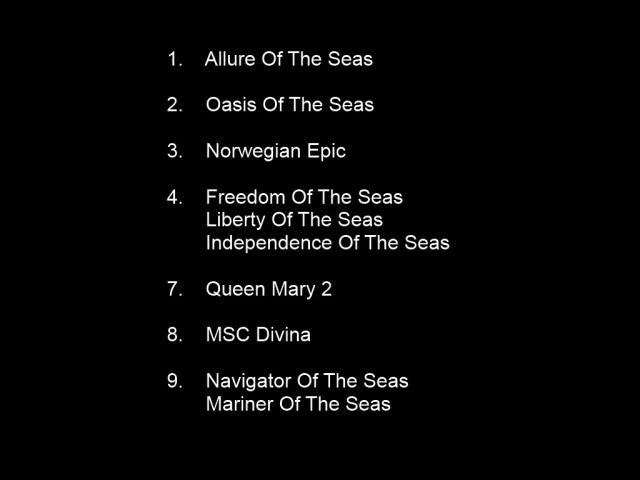 1. Allure Of The Seas
2. Oasis Of The Seas
3. Norwegian Epic
4. Freedom Of The Seas
Liberty Of The Seas
Independence Of The Seas
7. Queen Mary 2
8. MSC Divina
9. Navigator Of The Seas
Mariner Of The Seas